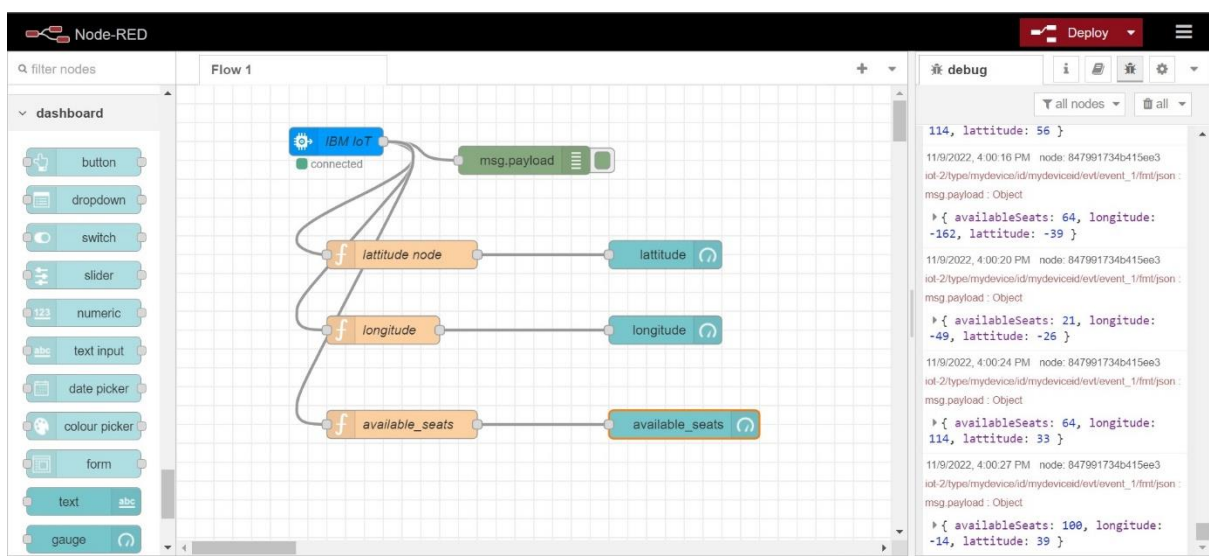 Node-RED
Deploy
filter nodes
dashboard
button
dropdown
switch
slider
123 numeric
abc text input
date picker
colour picker
form
text abc
gauge
Flow 1
IBM IoT
connected
msg.payload
f lattitude node
lattitude
f longitude
longitude
f available_seats
available_seats
debug
i
all nodes
all
114, lattitude: 56 }
11/9/2022, 4:00:16 PM node: 847991734b415ee3
iot-2/type/mydevice/id/mydeviceid/evt/event_1/fmt/json :
msg.payload : Object
{ availableSeats: 64, longitude:
-162, lattitude: -39 }
11/9/2022, 4:00:20 PM node: 847991734b415ee3
iot-2/type/mydevice/id/mydeviceid/evt/event_1/fmt/json :
msg.payload : Object
{ availableSeats: 21, longitude:
-49, lattitude: -26 }
11/9/2022, 4:00:24 PM node: 847991734b415ee3
iot-2/type/mydevice/id/mydeviceid/evt/event_1/fmt/json :
msg.payload : Object
{ availableSeats: 64, longitude:
114, lattitude: 33 }
11/9/2022, 4:00:27 PM node: 847991734b415ee3
iot-2/type/mydevice/id/mydeviceid/evt/event_1/fmt/json :
msg.payload : Object
{ availableSeats: 100, longitude:
-14, lattitude: 39 }